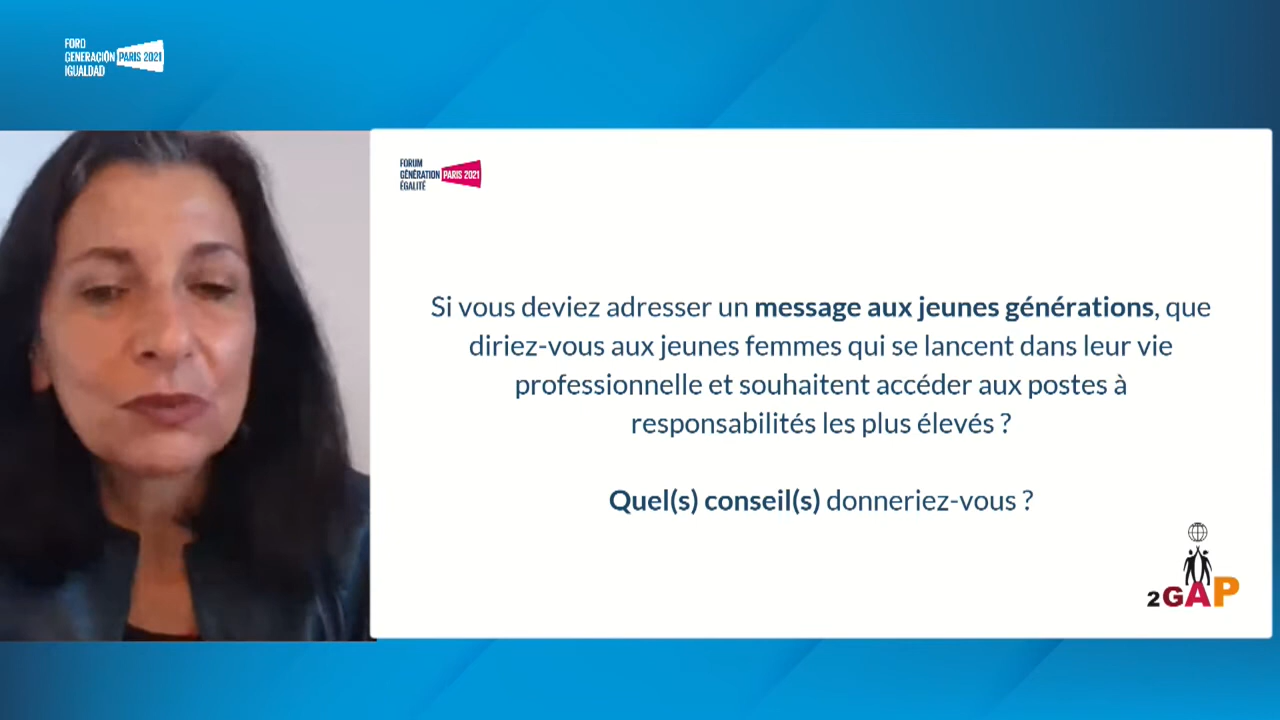 FORO
GENERACIÓN PARIS 2021
IGUALDAD
FORUM
GÉNÉRATION PARIS 2021
ÉGALITÉ
Si vous deviez adresser un message aux jeunes générations, que
diriez-vous aux jeunes femmes qui se lancent dans leur vie
professionnelle et souhaitent accéder aux postes à
responsabilités les plus élevés ?
Quel(s) conseil(s) donneriez-vous ?
2GAP